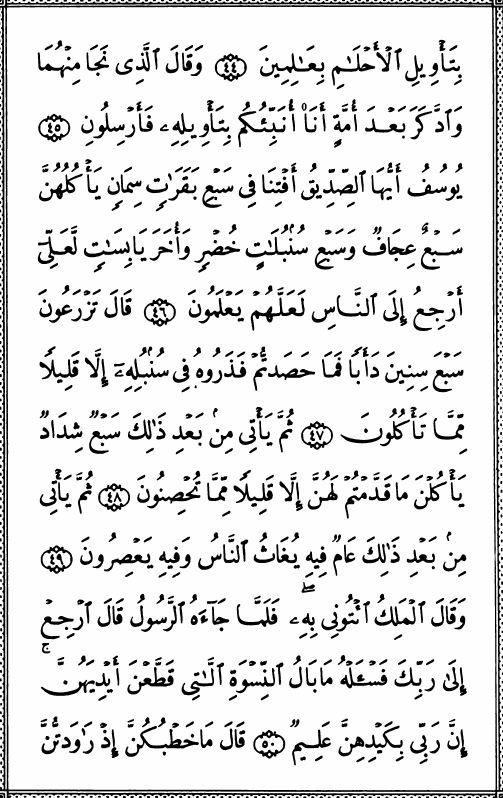 بِتَأۡوِيلِ ٱلۡأَحۡلَٰمِ بِعَٰلِمِينَ ٤٤ وَقَالَ ٱلَّذِي نَجَا مِنۡهُمَا
وَٱدَّكَرَ بَعۡدَ أُمَّةٍ أَنَا۠ أُنَبِّئُكُم بِتَأۡوِيلِهِۦ فَأَرۡسِلُونِ ٤٥
يُوسُفُ أَيُّهَا ٱلصِّدِّيقُ أَفۡتِنَا فِي سَبۡعِ بَقَرَٰتٖ سِمَانٖ يَأۡكُلُهُنَّ
سَبۡعٌ عِجَافٞ وَسَبۡعِ سُنۢبُلَٰتٍ خُضۡرٖ وَأُخَرَ يَابِسَٰتٖ لَّعَلِّيٓ
أَرۡجِعُ إِلَى ٱلنَّاسِ لَعَلَّهُمۡ يَعۡلَمُونَ ٤٦ قَالَ تَزۡرَعُونَ
سَبۡعَ سِنِينَ دَأَبٗا فَمَا حَصَدتُّمۡ فَذَرُوهُ فِي سُنۢبُلِهِۦٓ إِلَّا قَلِيلٗا
مِّمَّا تَأۡكُلُونَ ٤٧ ثُمَّ يَأۡتِي مِنۢ بَعۡدِ ذَٰلِكَ سَبۡعٞ شِدَادٞ
يَأۡكُلۡنَ مَا قَدَّمۡتُمۡ لَهُنَّ إِلَّا قَلِيلٗا مِّمَّا تُحۡصِنُونَ ٤٨ ثُمَّ يَأۡتِي
مِنۢ بَعۡدِ ذَٰلِكَ عَامٞ فِيهِ يُغَاثُ ٱلنَّاسُ وَفِيهِ يَعۡصِرُونَ ٤٩
وَقَالَ ٱلۡمَلِكُ ٱئۡتُونِي بِهِۦۖ فَلَمَّا جَآءَهُ ٱلرَّسُولُ قَالَ ٱرۡجِعۡ
إِلَىٰ رَبِّكَ فَسۡـَٔلۡهُ مَا بَالُ ٱلنِّسۡوَةِ ٱلَّٰتِي قَطَّعۡنَ أَيۡدِيَهُنَّۚ
إِنَّ رَبِّي بِكَيۡدِهِنَّ عَلِيمٞ ٥٠ قَالَ مَا خَطۡبُكُنَّ إِذۡ رَٰوَدتُّنَّ